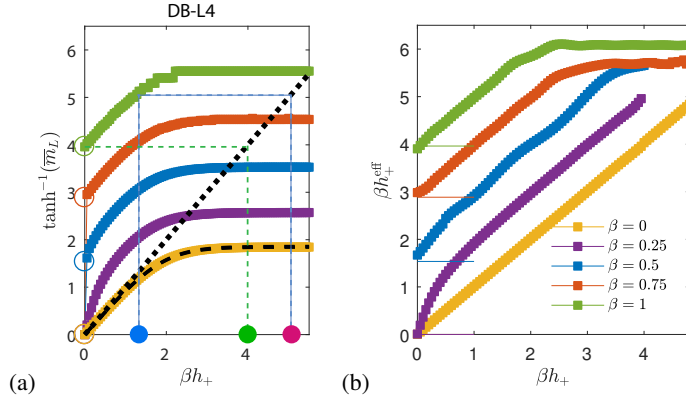 DB-L4
6
5
4
3
2
1
0
0
2
4
tanh⁻¹(m̅_L)
βh₊
(a)
6
5
4
3
2
1
0
0
1
2
3
4
βh₊^eff
βh₊
β = 0
β = 0.25
β = 0.5
β = 0.75
β = 1
(b)